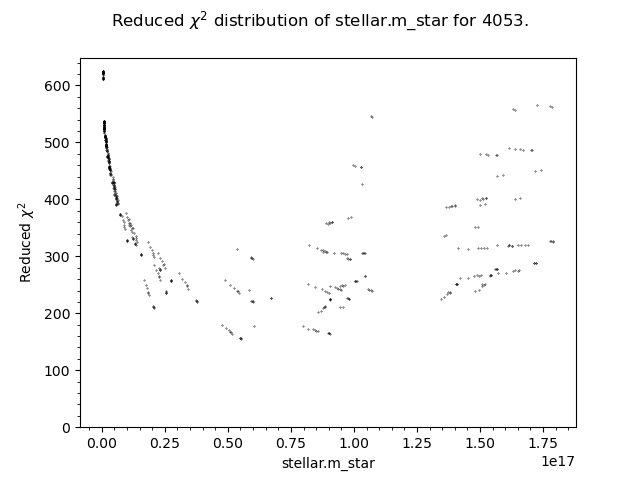 Reduced χ² distribution of stellar.m_star for 4053.
Reduced χ²
600
500
400
300
200
100
0
0.00 0.25 0.50 0.75 1.00 1.25 1.50 1.75
1e17
stellar.m_star